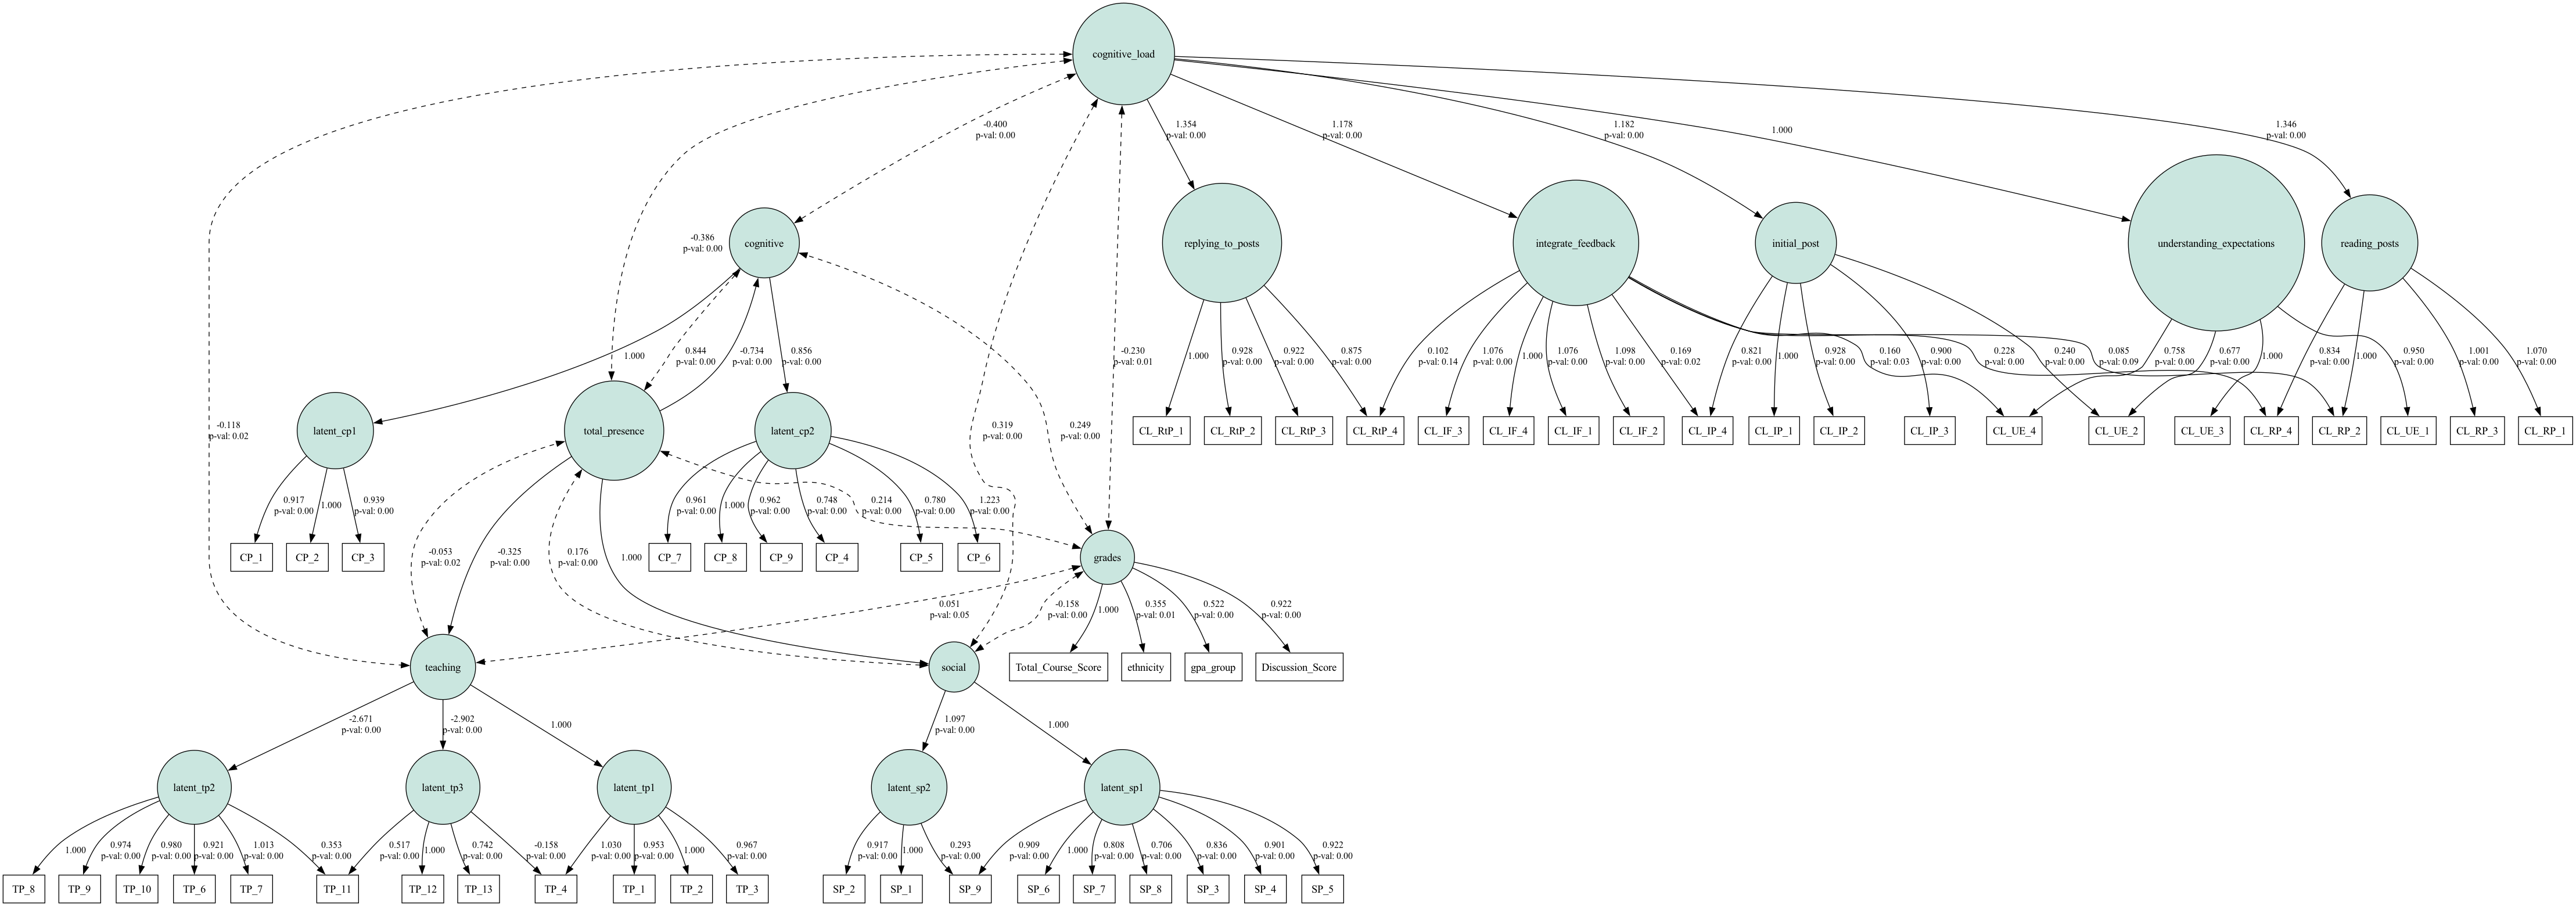 cognitive_load
-0.400
p-val: 0.00
1.354
p-val: 0.00
1.178
p-val: 0.00
1.182
p-val: 0.00
1.000
1.346
p-val: 0.00
cognitive
replying_to_posts
integrate_feedback
initial_post
understanding_expectations
reading_posts
-0.386
p-val: 0.00
1.000
0.844
p-val: 0.00
-0.734
p-val: 0.00
0.856
p-val: 0.00
-0.230
p-val: 0.01
1.000
0.928
p-val: 0.00
0.922
p-val: 0.00
0.875
p-val: 0.00
0.102
p-val: 0.14
1.076
p-val: 0.00
1.000
1.076
p-val: 0.00
1.098
p-val: 0.00
0.169
p-val: 0.02
0.821
p-val: 0.00
1.000
0.928
p-val: 0.00
0.900
p-val: 0.00
0.160
p-val: 0.03
0.228
p-val: 0.00
0.240
p-val: 0.00
0.085
p-val: 0.09
0.758
p-val: 0.00
0.677
p-val: 0.00
1.000
0.950
p-val: 0.00
0.834
p-val: 0.00
1.000
1.001
p-val: 0.00
1.070
p-val: 0.00
-0.118
p-val: 0.02
latent_cp1
total_presence
latent_cp2
0.319
p-val: 0.00
0.249
p-val: 0.00
CL_RtP_1
CL_RtP_2
CL_RtP_3
CL_RtP_4
CL_IF_3
CL_IF_4
CL_IF_1
CL_IF_2
CL_IP_4
CL_IP_1
CL_IP_2
CL_IP_3
CL_UE_4
CL_UE_2
CL_UE_3
CL_RP_4
CL_RP_2
CL_UE_1
CL_RP_3
CL_RP_1
0.917
p-val: 0.00
1.000
0.939
p-val: 0.00
0.961
p-val: 0.00
1.000
0.962
p-val: 0.00
0.748
p-val: 0.00
0.214
p-val: 0.00
0.780
p-val: 0.00
1.223
p-val: 0.00
CP_1
CP_2
CP_3
-0.053
p-val: 0.02
-0.325
p-val: 0.00
0.176
p-val: 0.00
1.000
CP_7
CP_8
CP_9
CP_4
CP_5
CP_6
grades
0.051
p-val: 0.05
-0.158
p-val: 0.00
1.000
0.355
p-val: 0.01
0.522
p-val: 0.00
0.922
p-val: 0.00
teaching
social
Total_Course_Score
ethnicity
gpa_group
Discussion_Score
-2.671
p-val: 0.00
-2.902
p-val: 0.00
1.000
1.097
p-val: 0.00
1.000
latent_tp2
latent_tp3
latent_tp1
latent_sp2
latent_sp1
1.000
0.974
p-val: 0.00
0.980
p-val: 0.00
0.921
p-val: 0.00
1.013
p-val: 0.00
0.353
p-val: 0.00
0.517
p-val: 0.00
1.000
0.742
p-val: 0.00
-0.158
p-val: 0.00
1.030
p-val: 0.00
0.953
p-val: 0.00
1.000
0.967
p-val: 0.00
0.917
p-val: 0.00
1.000
0.293
p-val: 0.00
0.909
p-val: 0.00
1.000
0.808
p-val: 0.00
0.706
p-val: 0.00
0.836
p-val: 0.00
0.901
p-val: 0.00
0.922
p-val: 0.00
TP_8
TP_9
TP_10
TP_6
TP_7
TP_11
TP_12
TP_13
TP_4
TP_1
TP_2
TP_3
SP_2
SP_1
SP_9
SP_6
SP_7
SP_8
SP_3
SP_4
SP_5